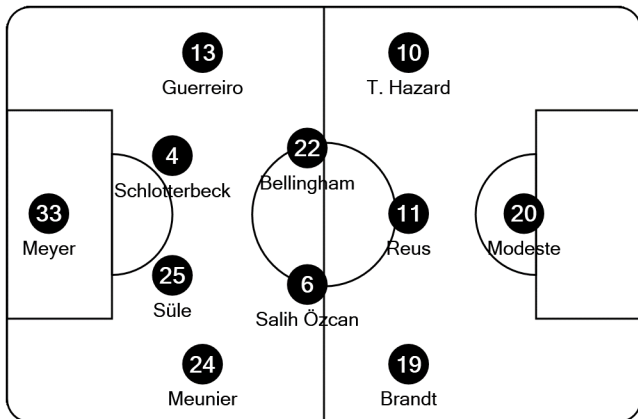 13
Guerreiro
10
T. Hazard
4
Schlotterbeck
22
Bellingham
33
Meyer
11
Reus
20
Modeste
25
Süle
6
Salih Özcan
24
Meunier
19
Brandt